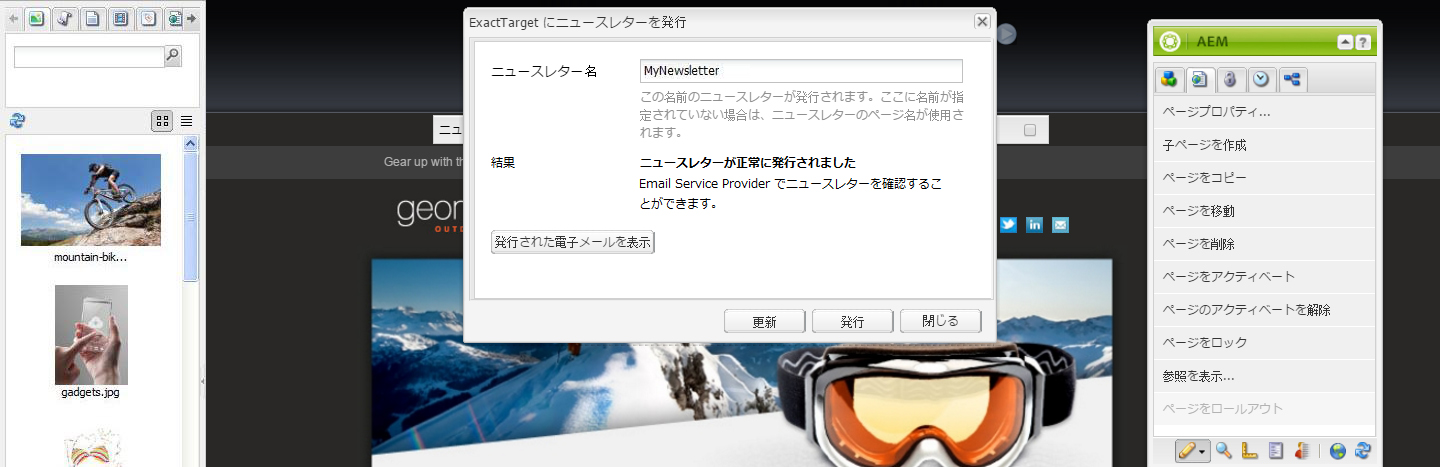 ExactTarget にニュースレターを発行
ニュースレター名
MyNewsletter
この名前のニュースレターが発行されます。ここに名前が指
定されていない場合は、ニュースレターのページ名が使用さ
れます。
結果
ニュースレターが正常に発行されました
Email Service Provider でニュースレターを確認するこ
とができます。
発行された電子メールを表示
更新
発行
閉じる
mountain-bik...
gadgets.jpg
ニュ
Gear up with th
geom
OUTD
AEM
ページプロパティ...
子ページを作成
ページをコピー
ページを移動
ページを削除
ページをアクティベート
ページのアクティベートを解除
ページをロック
参照を表示...
ページをロールアウト